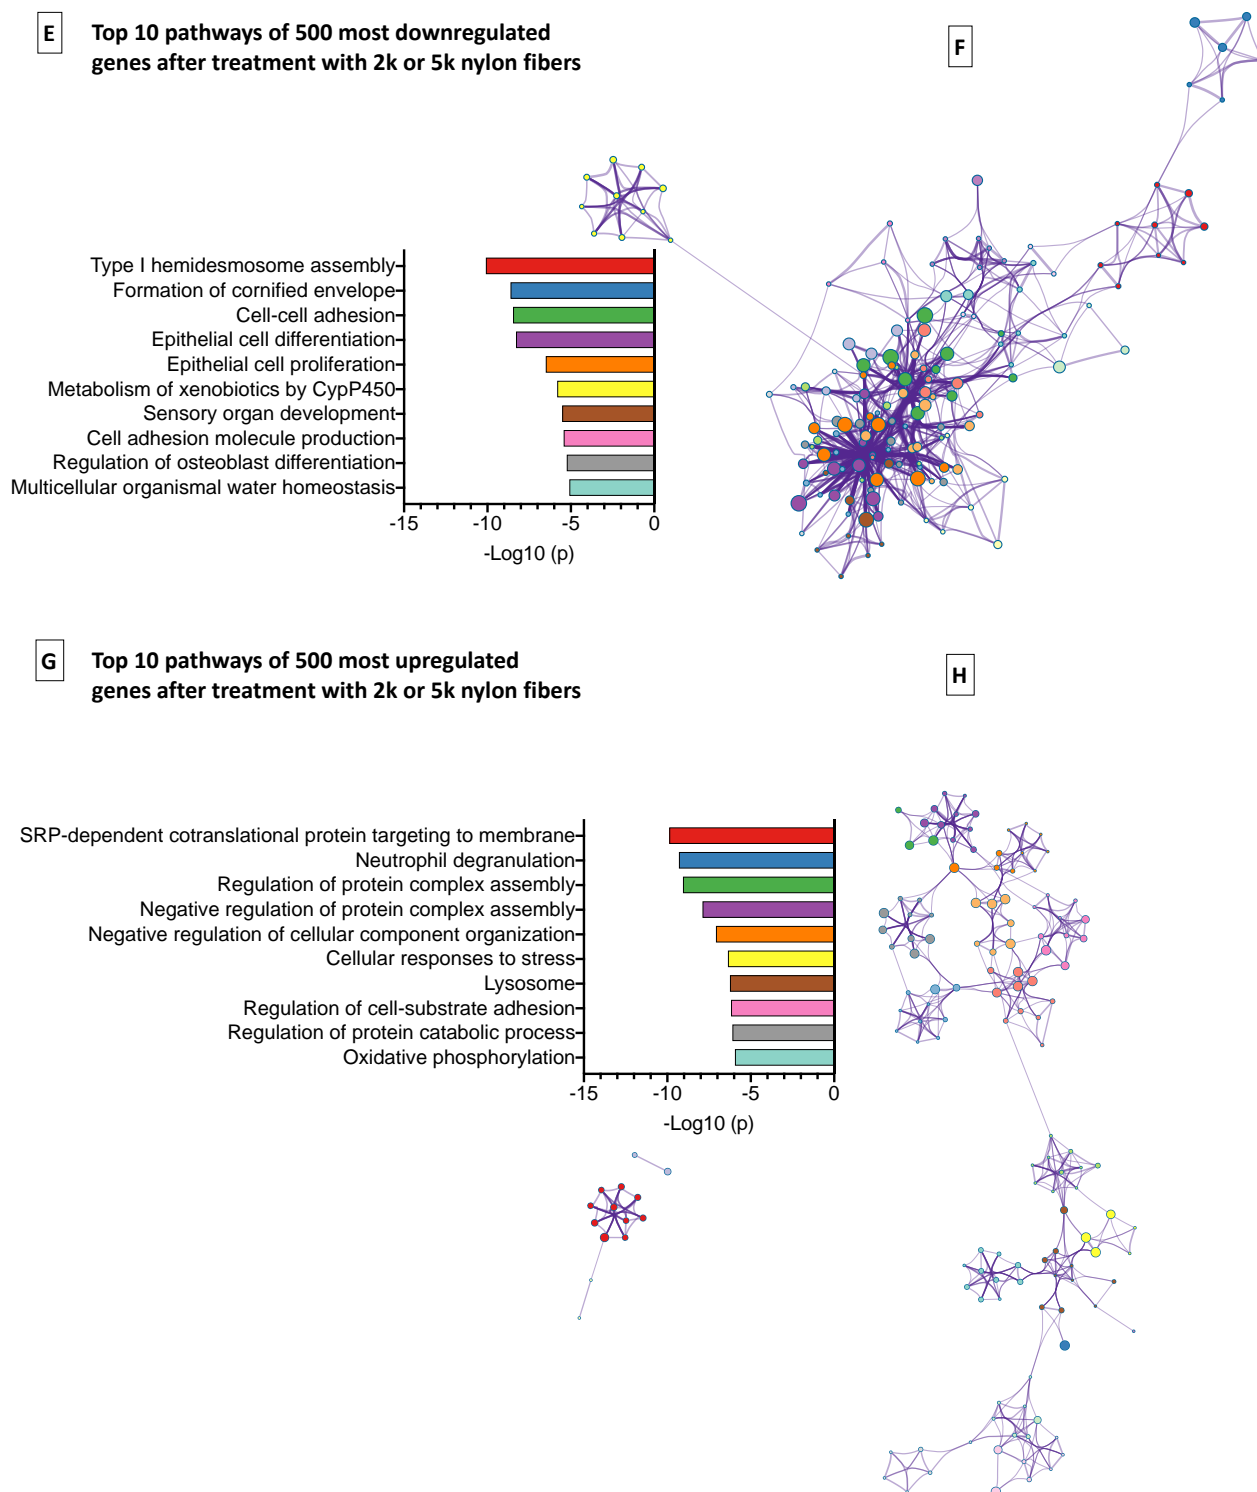 E
Top 10 pathways of 500 most downregulated
genes after treatment with 2k or 5k nylon fibers
F
Type I hemidesmosome assembly
Formation of cornified envelope
Cell-cell adhesion
Epithelial cell differentiation
Epithelial cell proliferation
Metabolism of xenobiotics by CypP450
Sensory organ development
Cell adhesion molecule production
Regulation of osteoblast differentiation
Multicellular organismal water homeostasis
-15 -10 -5 0
-Log10 (p)
G
Top 10 pathways of 500 most upregulated
genes after treatment with 2k or 5k nylon fibers
H
SRP-dependent cotranslational protein targeting to membrane
Neutrophil degranulation
Regulation of protein complex assembly
Negative regulation of protein complex assembly
Negative regulation of cellular component organization
Cellular responses to stress
Lysosome
Regulation of cell-substrate adhesion
Regulation of protein catabolic process
Oxidative phosphorylation
-15 -10 -5 0
-Log10 (p)